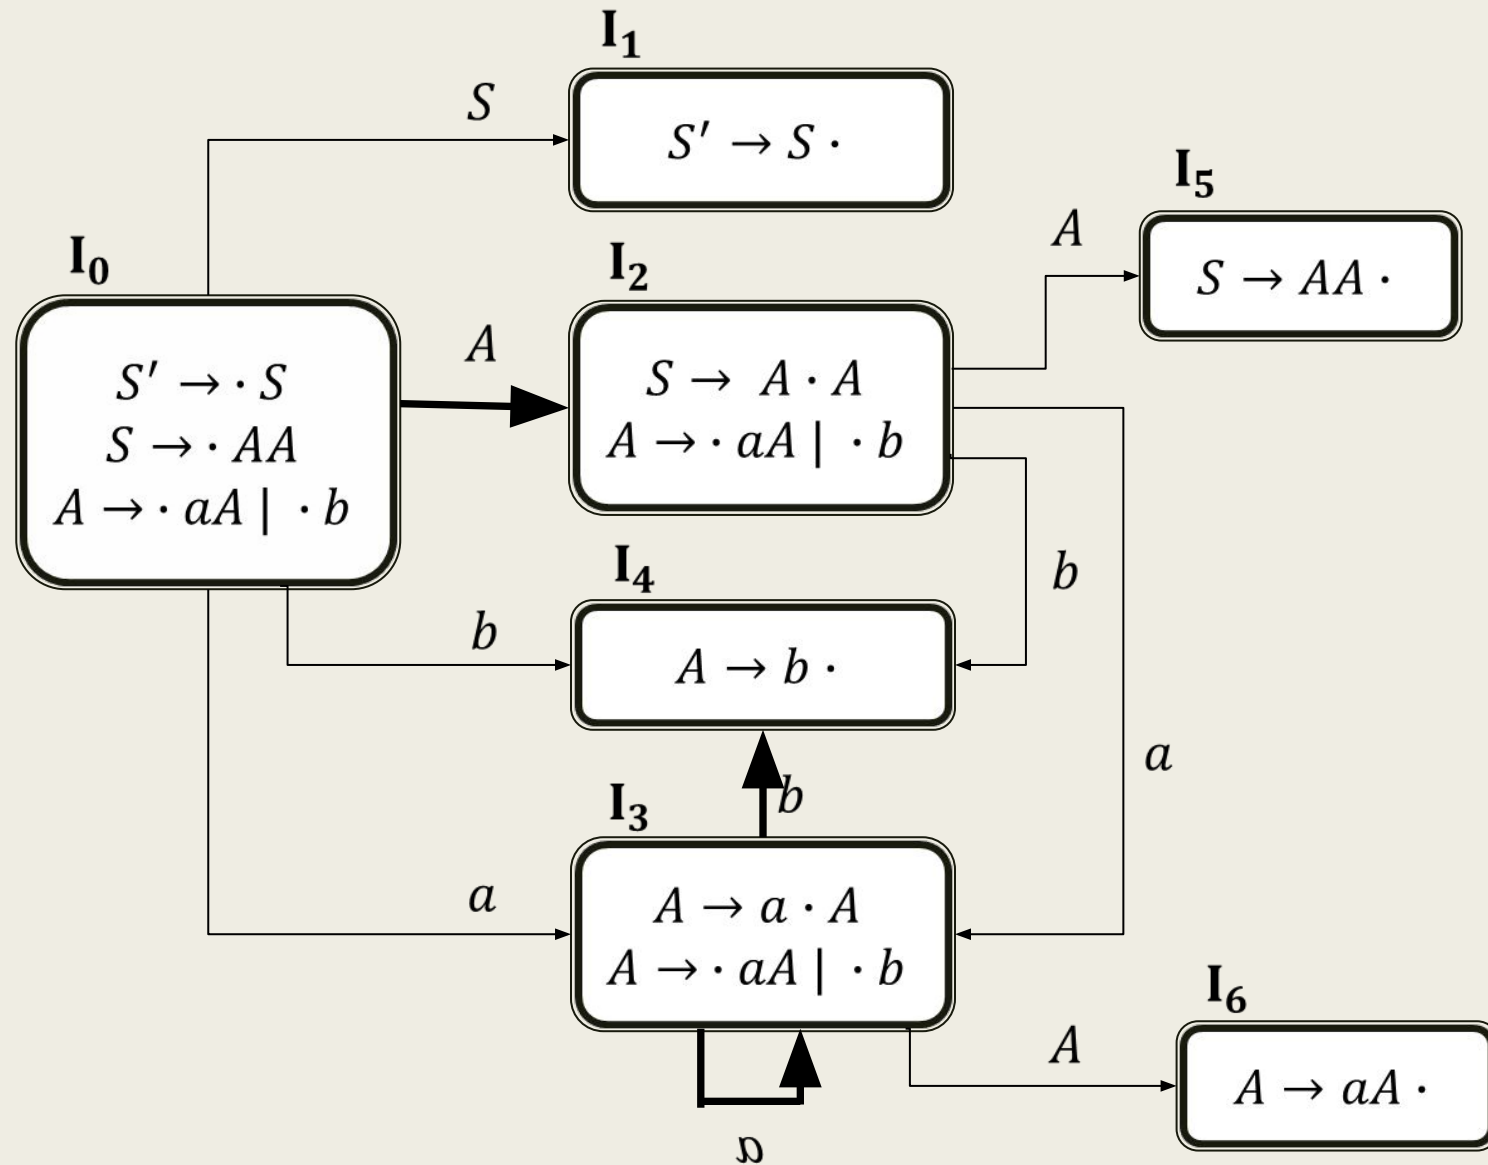 I₁
S
S′ → S ·
I₅
A
S → AA ·
I₀
I₂
A
S′ → · S
S → · AA
A → · aA | · b
S → A · A
A → · aA | · b
I₄
b
b
A → b ·
a
b
I₃
a
A → a · A
A → · aA | · b
I₆
A
A → aA ·
a